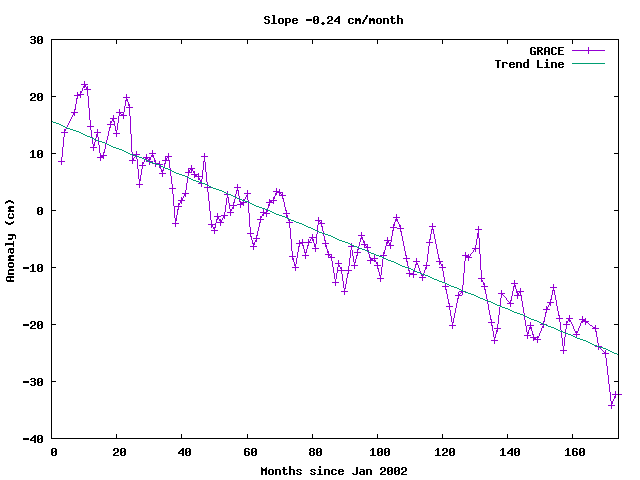 Slope -0.24 cm/month
30
GRACE
Trend Line
20
10
0
-10
-20
-30
-40
Anomaly (cm)
0 20 40 60 80 100 120 140 160
Months since Jan 2002